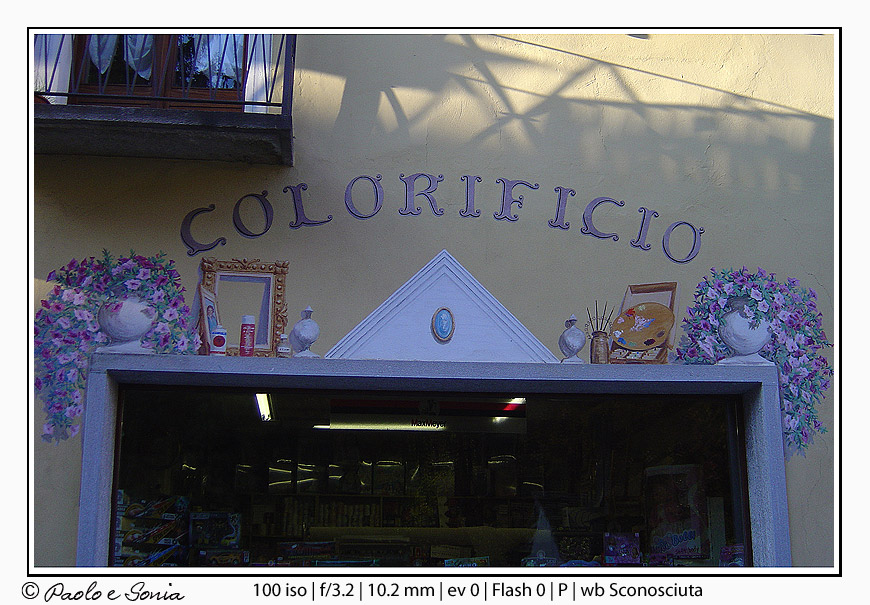 COLORIFICIO
© Paolo e Sonia
100 iso | f/3.2 | 10.2 mm | ev 0 | Flash 0 | P | wb Sconosciuta